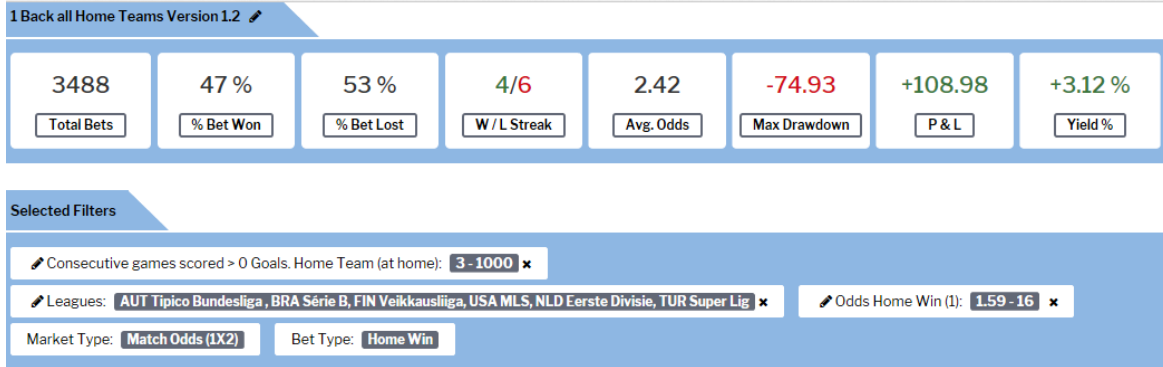 1 Back all Home Teams Version 1.2
3488 47 % 53 % 4/6 2.42 -74.93 +108.98 +3.12 %
Total Bets % Bet Won % Bet Lost W / L Streak Avg. Odds Max Drawdown P & L Yield %
Selected Filters
Consecutive games scored > 0 Goals. Home Team (at home): 3 - 1000 ×
Leagues: AUT Tipico Bundesliga , BRA Série B, FIN Veikkausliiga, USA MLS, NLD Eerste Divisie, TUR Super Lig × Odds Home Win (1): 1.59 - 16 ×
Market Type: Match Odds (1X2) Bet Type: Home Win